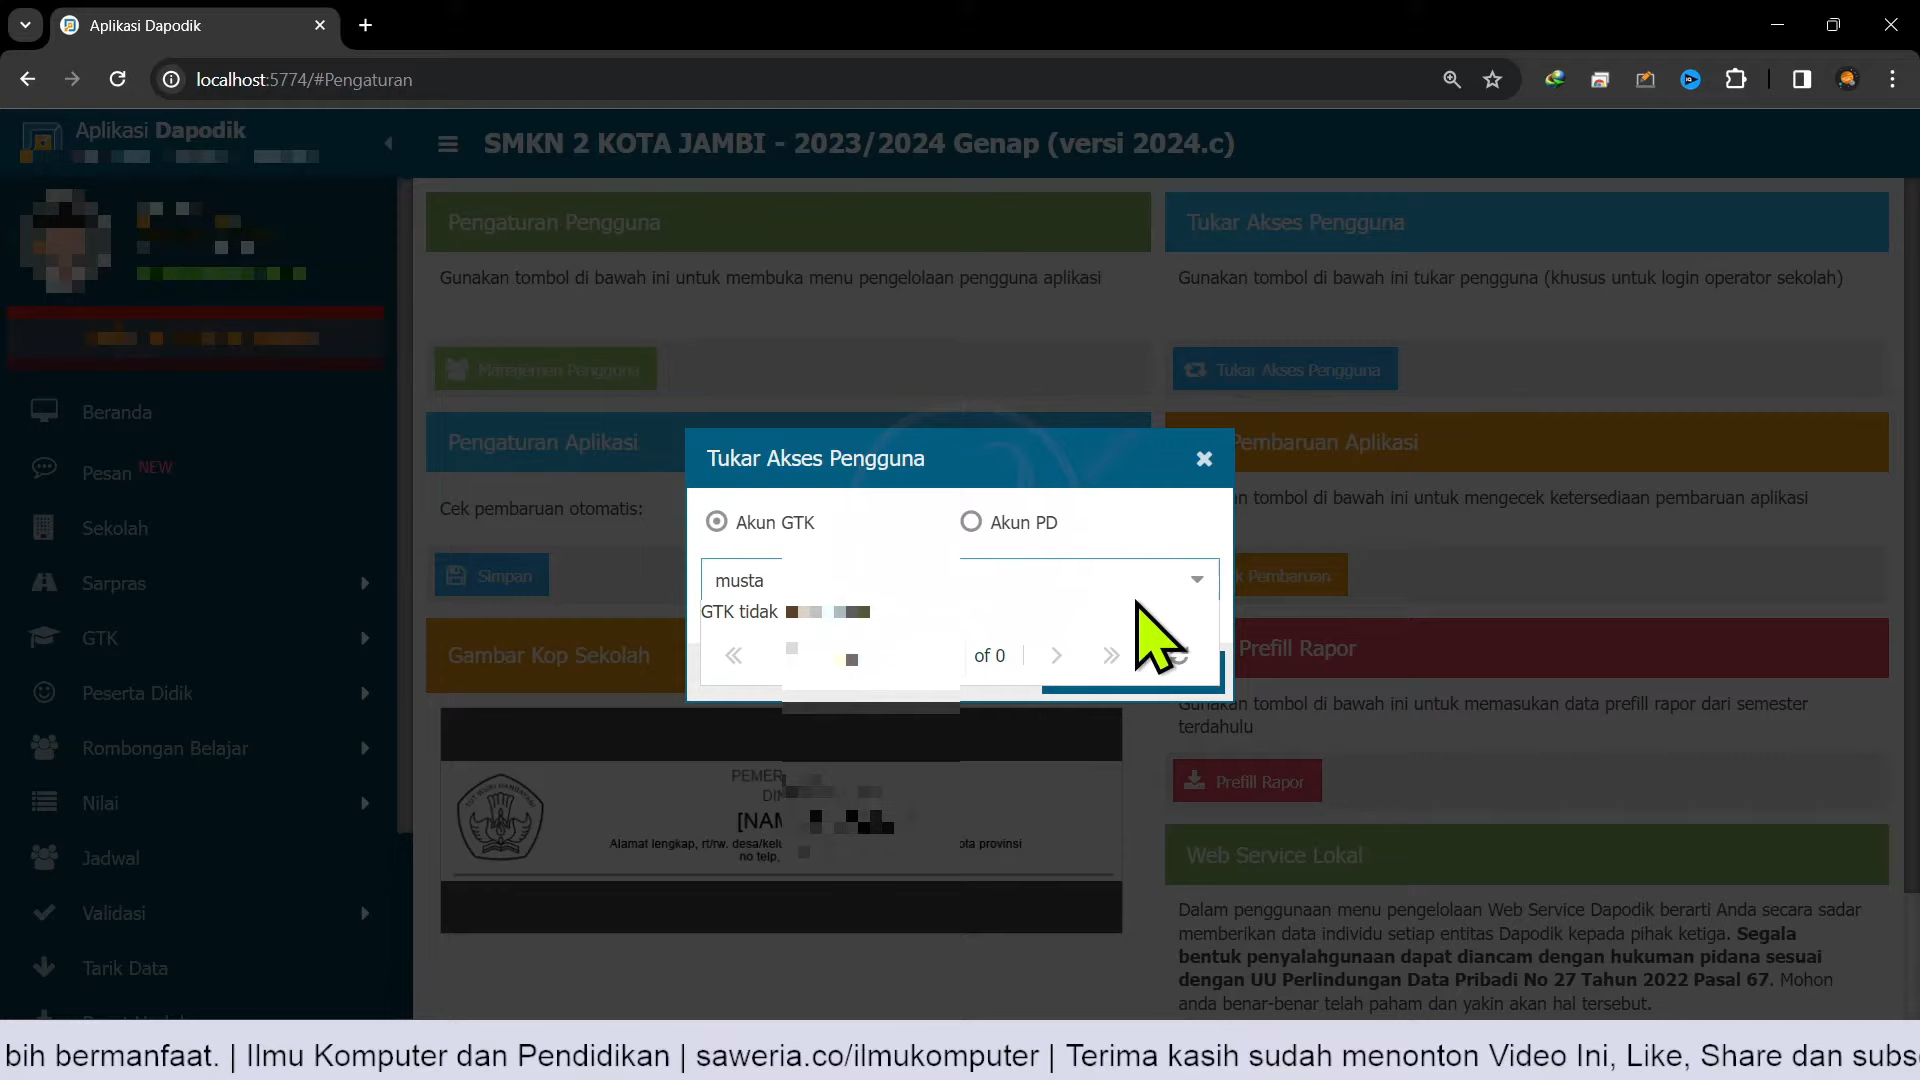 Aplikasi Dapodik
localhost:5774/#Pengaturan
Aplikasi Dapodik
SMKN 2 KOTA JAMBI - 2023/2024 Genap (versi 2024.c)
Beranda
Pesan NEW
Sekolah
Sarpras
GTK
Peserta Didik
Rombongan Belajar
Nilai
Jadwal
Validasi
Tarik Data
Pengaturan Pengguna
Gunakan tombol di bawah ini untuk membuka menu pengelolaan pengguna aplikasi
Manajemen Pengguna
Tukar Akses Pengguna
Gunakan tombol di bawah ini tukar pengguna (khusus untuk login operator sekolah)
Tukar Akses Pengguna
Pengaturan Aplikasi
Cek pembaruan otomatis:
Simpan
Pembaruan Aplikasi
tombol di bawah ini untuk mengecek ketersediaan pembaruan aplikasi
Pembaruan
Tukar Akses Pengguna
Akun GTK
Akun PD
musta
GTK tidak
of 0
Gambar Kop Sekolah
PEMER
DI
[NA
Alamat lengkap, rt/rw. desa/kelu
ota provinsi
no telp,
Prefill Rapor
Gunakan tombol di bawah ini untuk memasukan data prefill rapor dari semester
terdahulu
Prefill Rapor
Web Service Lokal
Dalam penggunaan menu pengelolaan Web Service Dapodik berarti Anda secara sadar
memberikan data individu setiap entitas Dapodik kepada pihak ketiga. Segala
bentuk penyalahgunaan dapat diancam dengan hukuman pidana sesuai
dengan UU Perlindungan Data Pribadi No 27 Tahun 2022 Pasal 67. Mohon
anda benar-benar telah paham dan yakin akan hal tersebut.
bih bermanfaat. | Ilmu Komputer dan Pendidikan | saweria.co/ilmukomputer | Terima kasih sudah menonton Video Ini, Like, Share dan subs